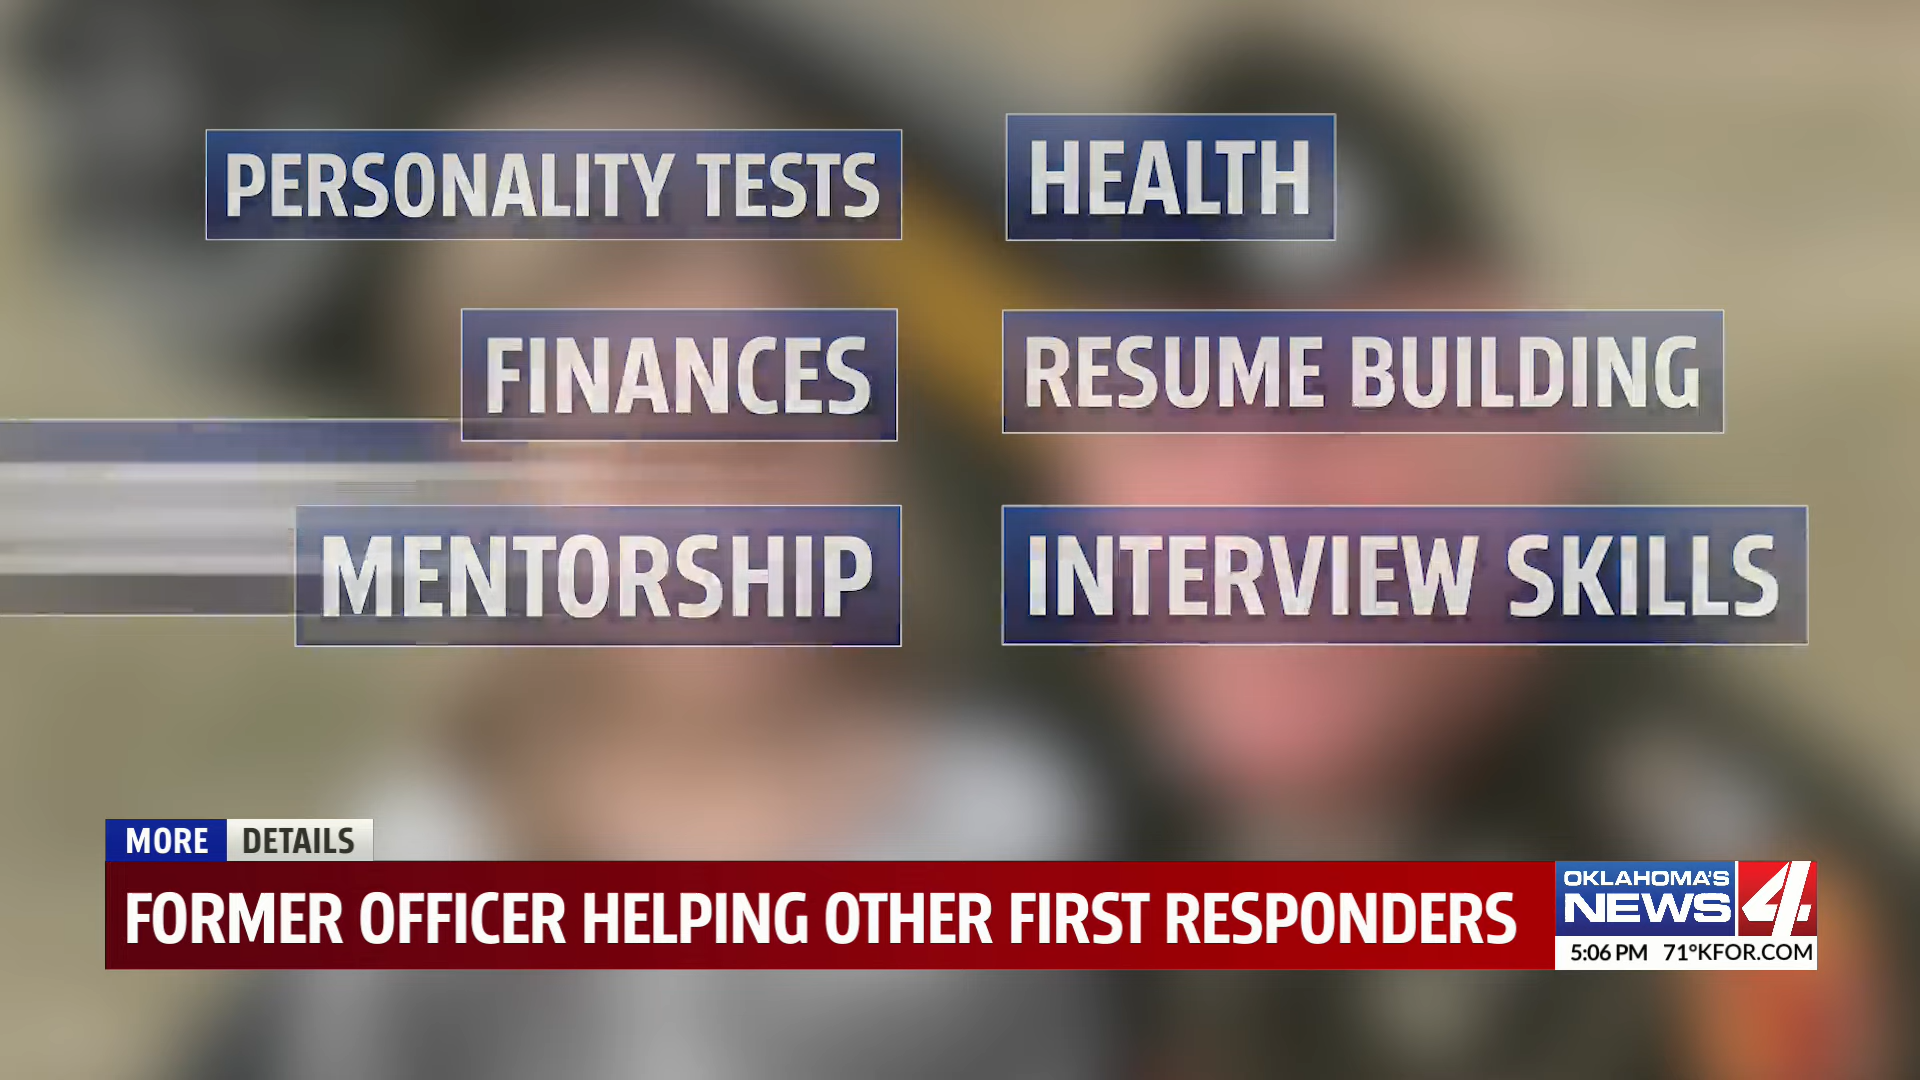 PERSONALITY TESTS
HEALTH
FINANCES
RESUME BUILDING
MENTORSHIP
INTERVIEW SKILLS
MORE DETAILS
FORMER OFFICER HELPING OTHER FIRST RESPONDERS
OKLAHOMA'S
NEWS 4
5:06 PM 71° KFOR.COM